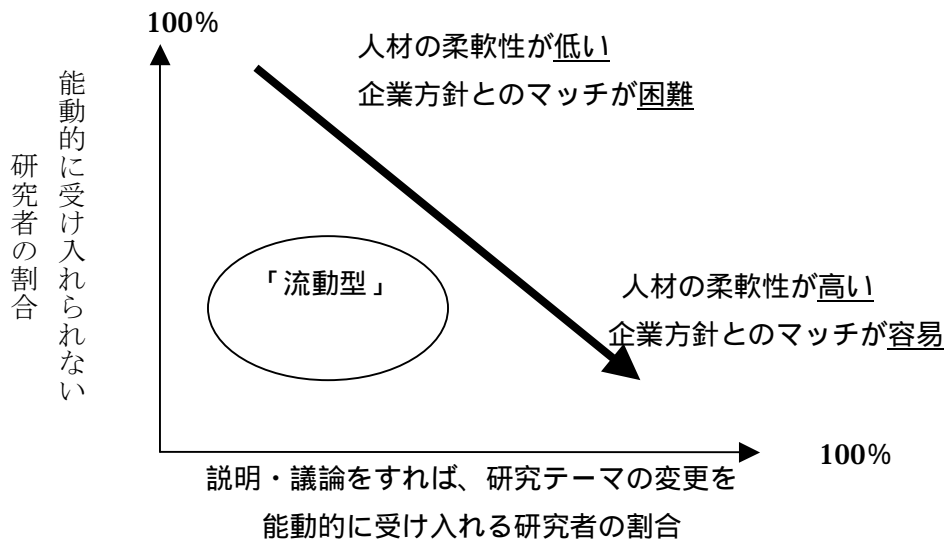 100%
人材の柔軟性が低い
企業方針とのマッチが困難
能動的に受け入れられない
研究者の割合
「流動型」
人材の柔軟性が高い
企業方針とのマッチが容易
100%
説明・議論をすれば、研究テーマの変更を
能動的に受け入れる研究者の割合